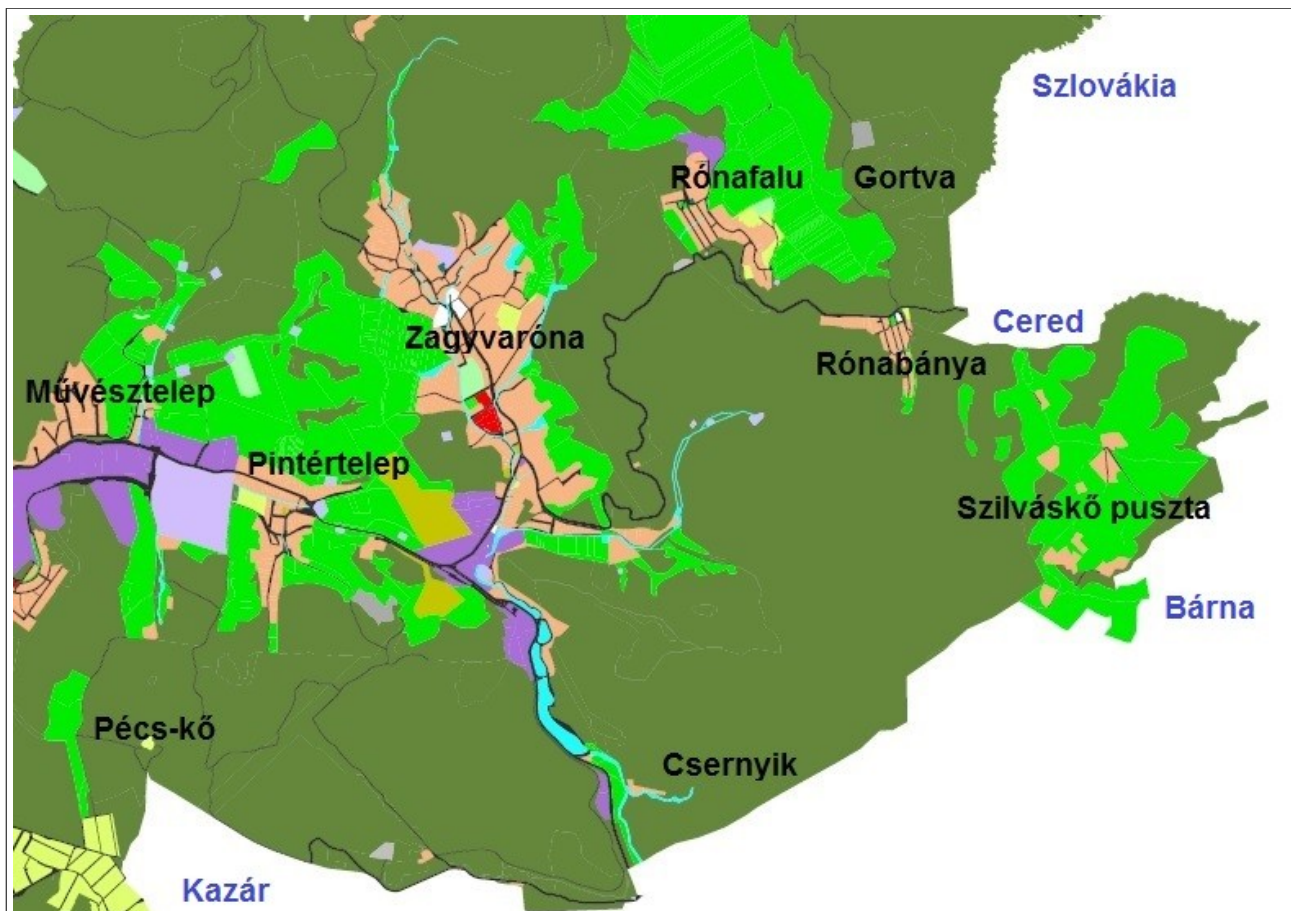 Szlovákia
Rónafalu
Gortva
Cered
Zagyvaróna
Rónabánya
Művésztelep
Pintértelep
Szilváskő puszta
Bárna
Pécs-kő
Csernyik
Kazár